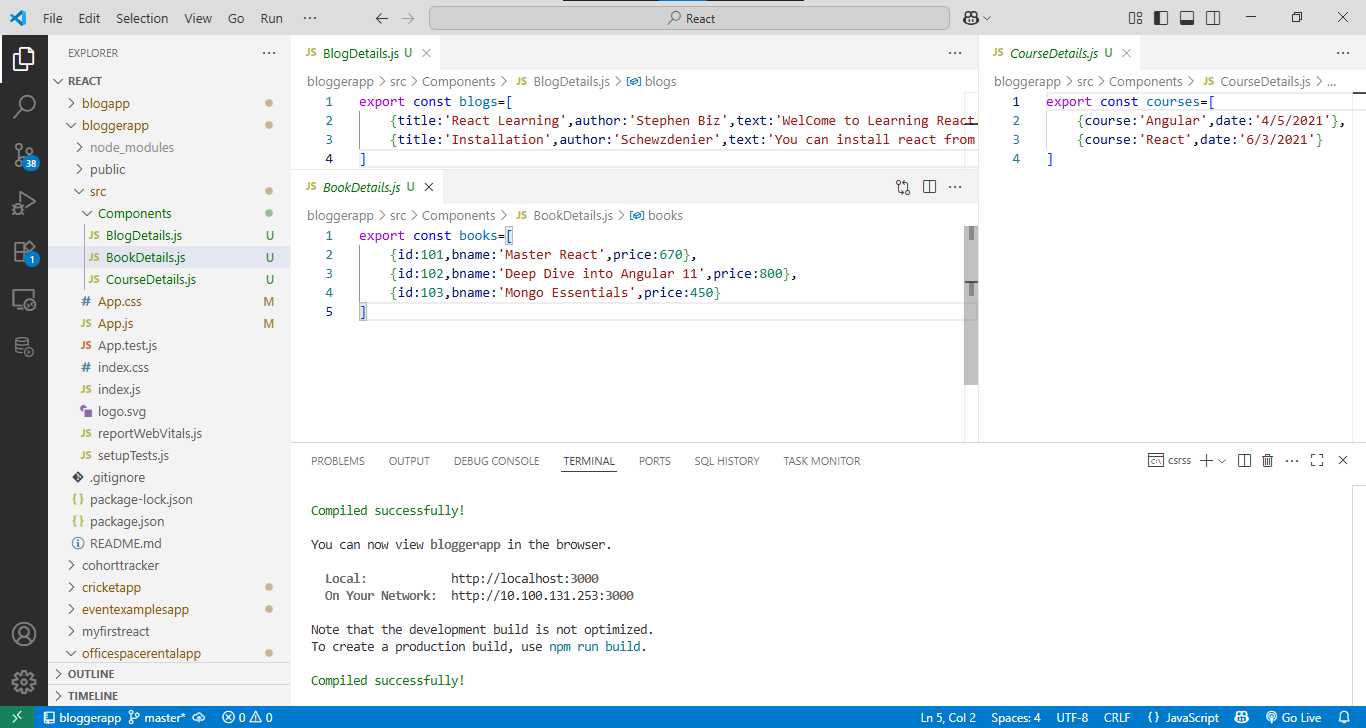 File Edit Selection View Go Run ··· React
EXPLORER ···
REACT
blogapp
bloggerapp
node_modules
public
src
Components
JS BlogDetails.js U
JS BookDetails.js U
JS CourseDetails.js U
# App.css M
JS App.js M
JS App.test.js
# index.css
JS index.js
logo.svg
JS reportWebVitals.js
JS setupTests.js
.gitignore
{} package-lock.json
{} package.json
README.md
cohorttracker
cricketapp
eventexamplesapp
myfirstreact
officespacerentalapp
OUTLINE
TIMELINE
38
1
JS BlogDetails.js U
bloggerapp > src > Components > JS BlogDetails.js > blogs
1 export const blogs=[
2 {title:'React Learning',author:'Stephen Biz',text:'WelCome to Learning React
3 {title:'Installation',author:'Schewzdenier',text:'You can install react from
4 ]
JS BookDetails.js U
bloggerapp > src > Components > JS BookDetails.js > books
1 export const books=[
2 {id:101,bname:'Master React',price:670},
3 {id:102,bname:'Deep Dive into Angular 11',price:800},
4 {id:103,bname:'Mongo Essentials',price:450}
5 ]
JS CourseDetails.js U
bloggerapp > src > Components > JS CourseDetails.js > ...
1 export const courses=[
2 {course:'Angular',date:'4/5/2021'},
3 {course:'React',date:'6/3/2021'}
4 ]
PROBLEMS OUTPUT DEBUG CONSOLE TERMINAL PORTS SQL HISTORY TASK MONITOR csrss
Compiled successfully!
You can now view bloggerapp in the browser.
Local: http://localhost:3000
On Your Network: http://10.100.131.253:3000
Note that the development build is not optimized.
To create a production build, use npm run build.
Compiled successfully!
bloggerapp master* 0 0 Ln 5, Col 2 Spaces: 4 UTF-8 CRLF {} JavaScript Go Live